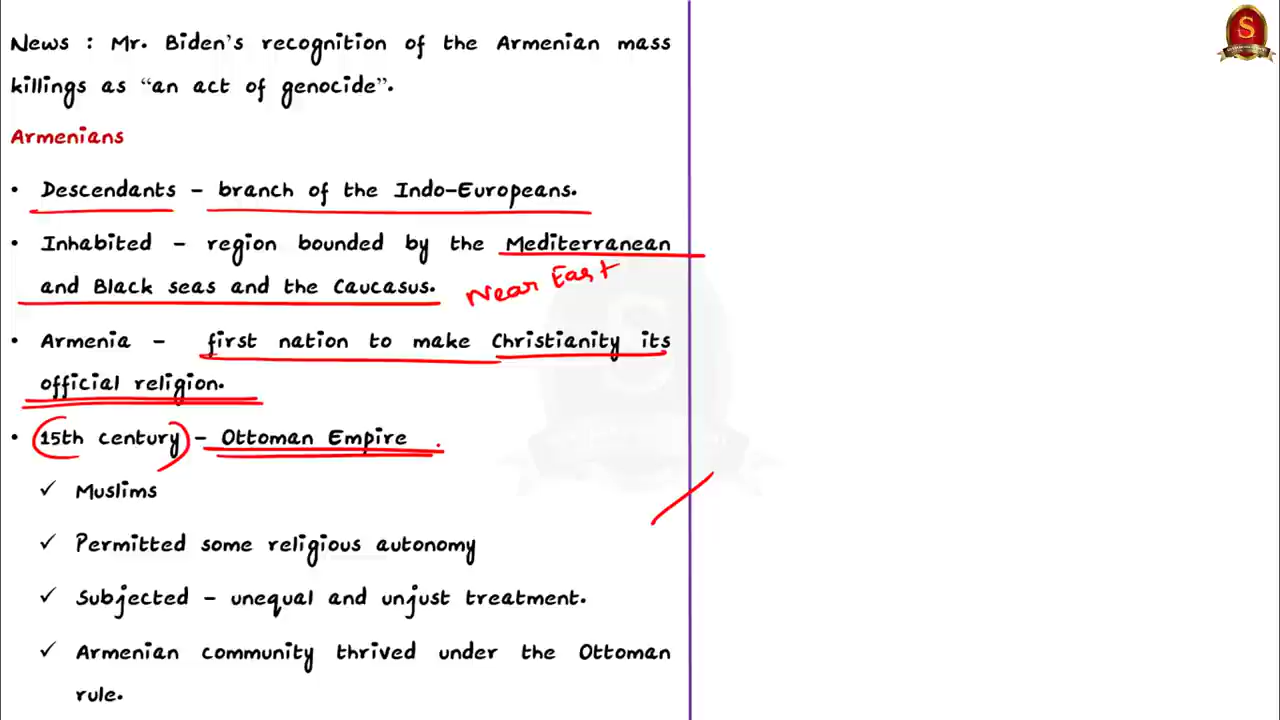 News : Mr. Biden's recognition of the Armenian mass
killings as “an act of genocide”.
Armenians
• Descendants – branch of the Indo-Europeans.
• Inhabited – region bounded by the Mediterranean
and Black seas and the Caucasus.
Near East
• Armenia – first nation to make Christianity its
official religion.
• 15th century – Ottoman Empire
✓ Muslims
✓ Permitted some religious autonomy
✓ Subjected – unequal and unjust treatment.
✓ Armenian community thrived under the Ottoman
rule.
S